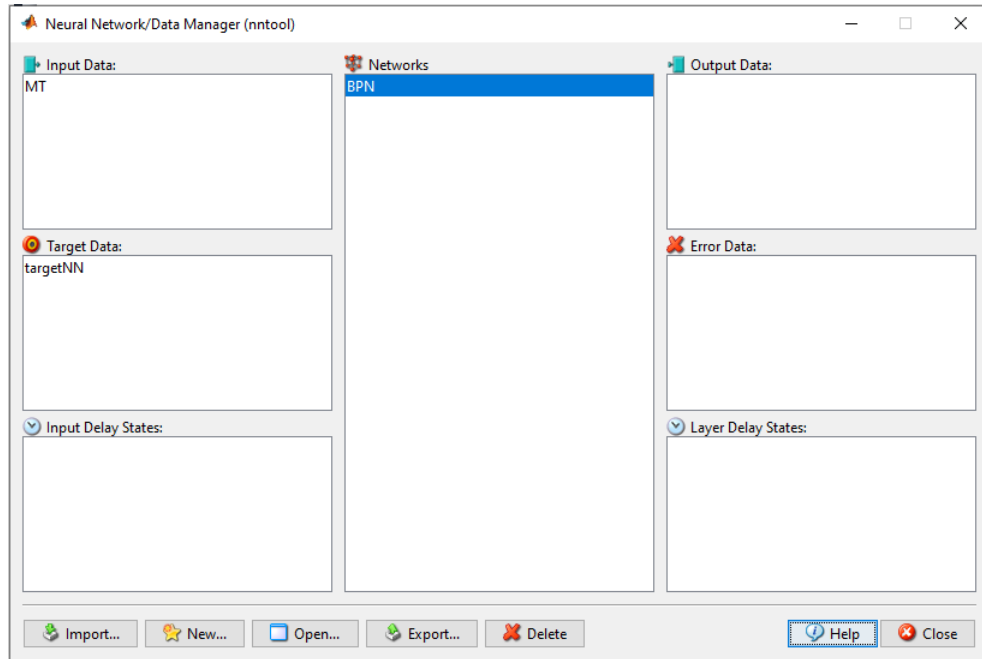 Neural Network/Data Manager (nntool)
Input Data:
MT
Networks
BPN
Output Data:
Target Data:
targetNN
Error Data:
Input Delay States:
Layer Delay States:
Import...
New...
Open...
Export...
Delete
Help
Close